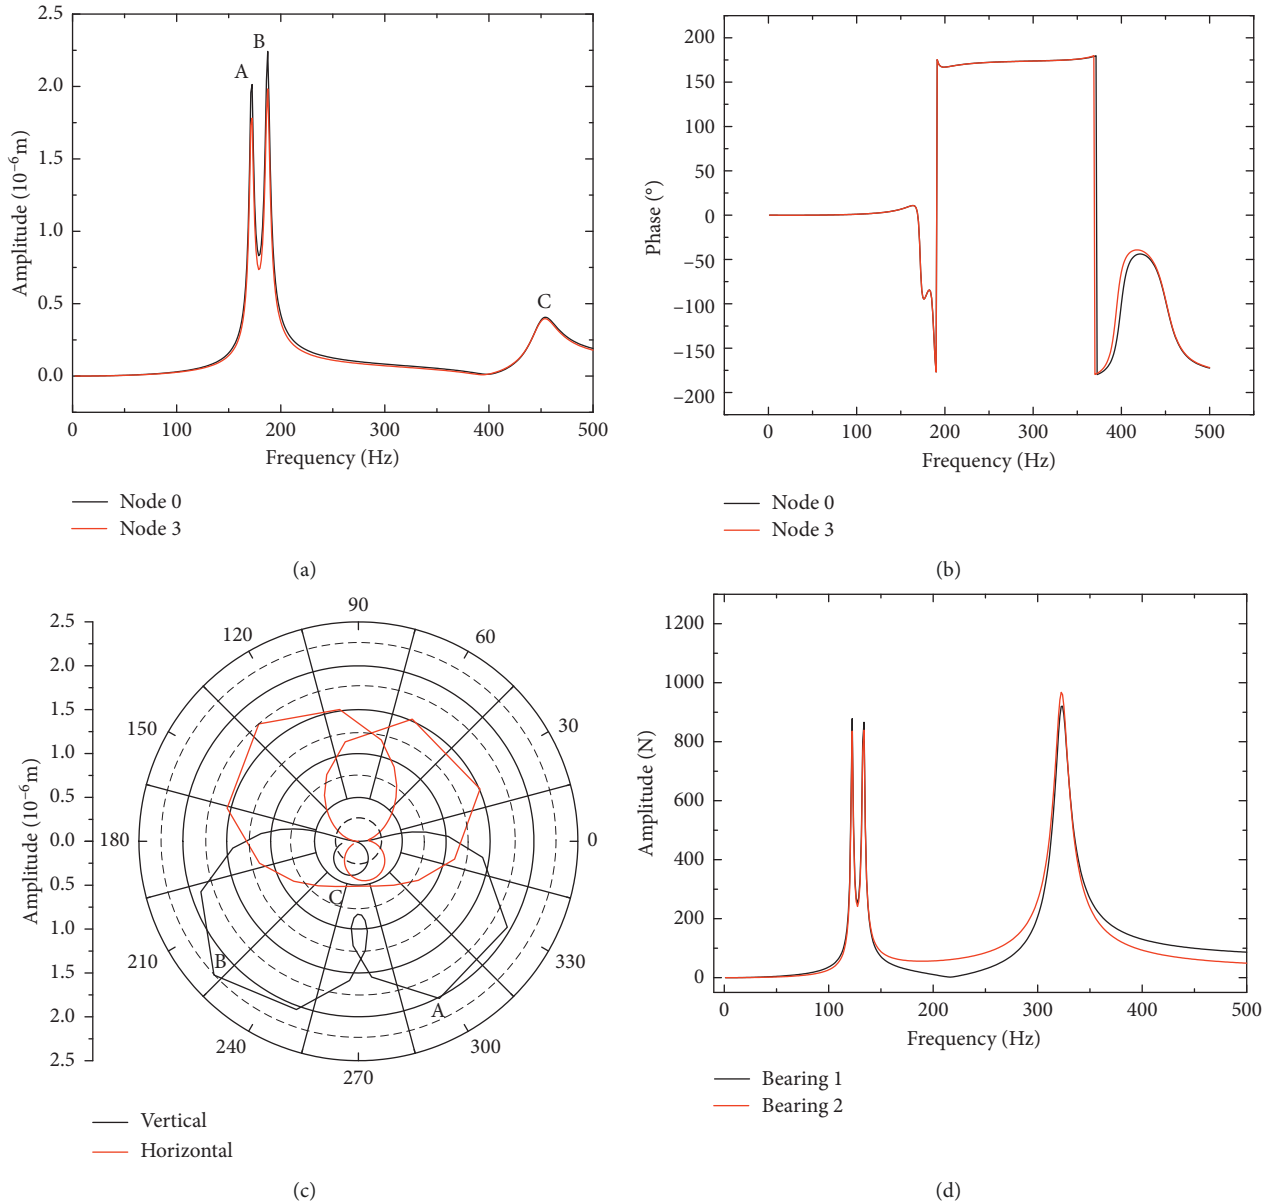 2.5
2.0
1.5
1.0
0.5
0.0
Amplitude (10⁻⁶m)
A
B
C
0 100 200 300 400 500
Frequency (Hz)
Node 0
Node 3
(a)
200
150
100
50
0
−50
−100
−150
−200
Phase (°)
0 100 200 300 400 500
Frequency (Hz)
Node 0
Node 3
(b)
2.5
2.0
1.5
1.0
0.5
0.0
0.5
1.0
1.5
2.0
2.5
Amplitude (10⁻⁶m)
90
120 60
150 30
180 0
210 330
240 300
270
C
B
A
Vertical
Horizontal
(c)
1200
1000
800
600
400
200
0
Amplitude (N)
0 100 200 300 400 500
Frequency (Hz)
Bearing 1
Bearing 2
(d)